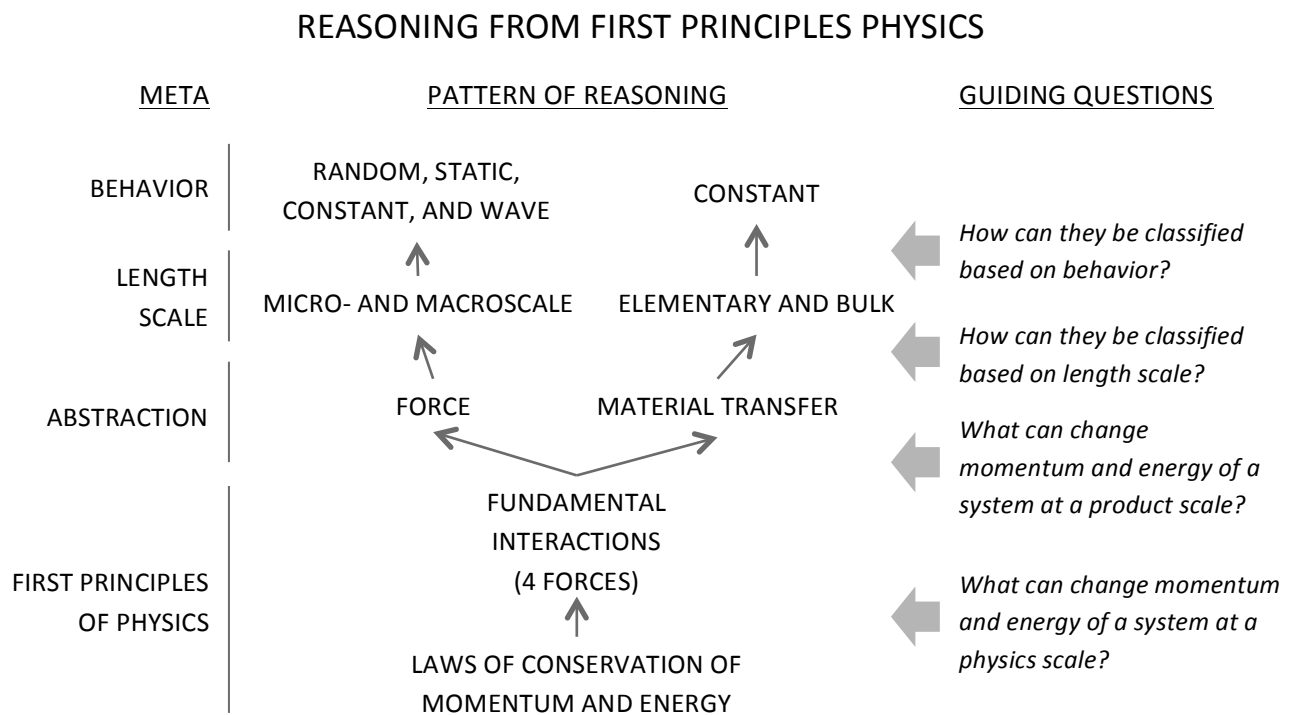 REASONING FROM FIRST PRINCIPLES PHYSICS
META
PATTERN OF REASONING
GUIDING QUESTIONS
BEHAVIOR
RANDOM, STATIC,
CONSTANT, AND WAVE
CONSTANT
How can they be classified
based on behavior?
LENGTH
SCALE
MICRO- AND MACROSCALE
ELEMENTARY AND BULK
How can they be classified
based on length scale?
ABSTRACTION
FORCE
MATERIAL TRANSFER
What can change
momentum and energy of a
system at a product scale?
FIRST PRINCIPLES
OF PHYSICS
FUNDAMENTAL
INTERACTIONS
(4 FORCES)
LAWS OF CONSERVATION OF
MOMENTUM AND ENERGY
What can change momentum
and energy of a system at a
physics scale?